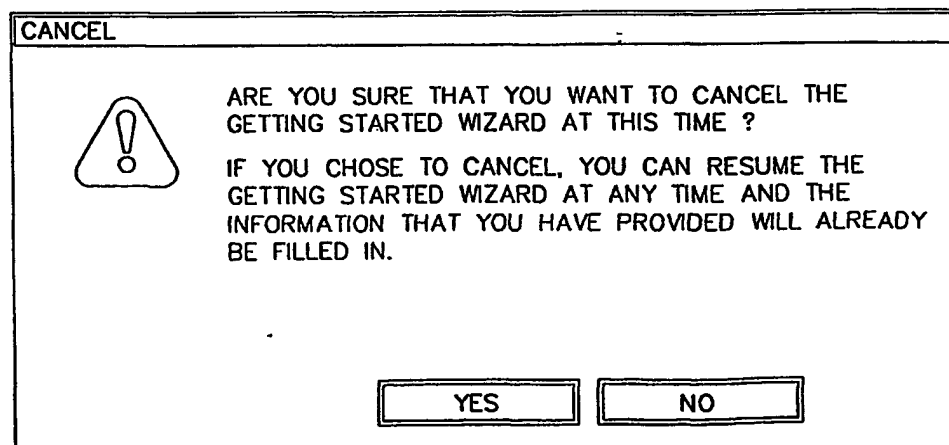 CANCEL
ARE YOU SURE THAT YOU WANT TO CANCEL THE
GETTING STARTED WIZARD AT THIS TIME ?
IF YOU CHOSE TO CANCEL, YOU CAN RESUME THE
GETTING STARTED WIZARD AT ANY TIME AND THE
INFORMATION THAT YOU HAVE PROVIDED WILL ALREADY
BE FILLED IN.
YES NO